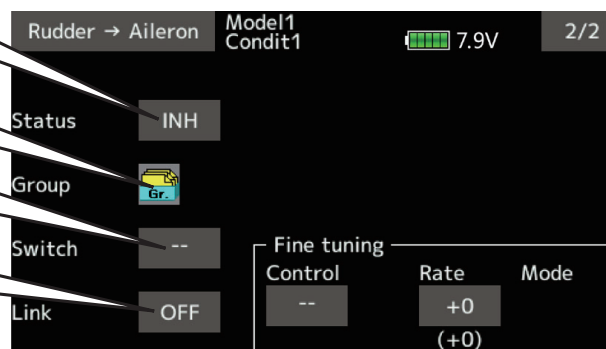 Rudder → Aileron
Model1
Condit1
7.9V
2/2
Status INH
Group Gr.
Switch --
Link OFF
Fine tuning
Control Rate Mode
-- +0
(+0)